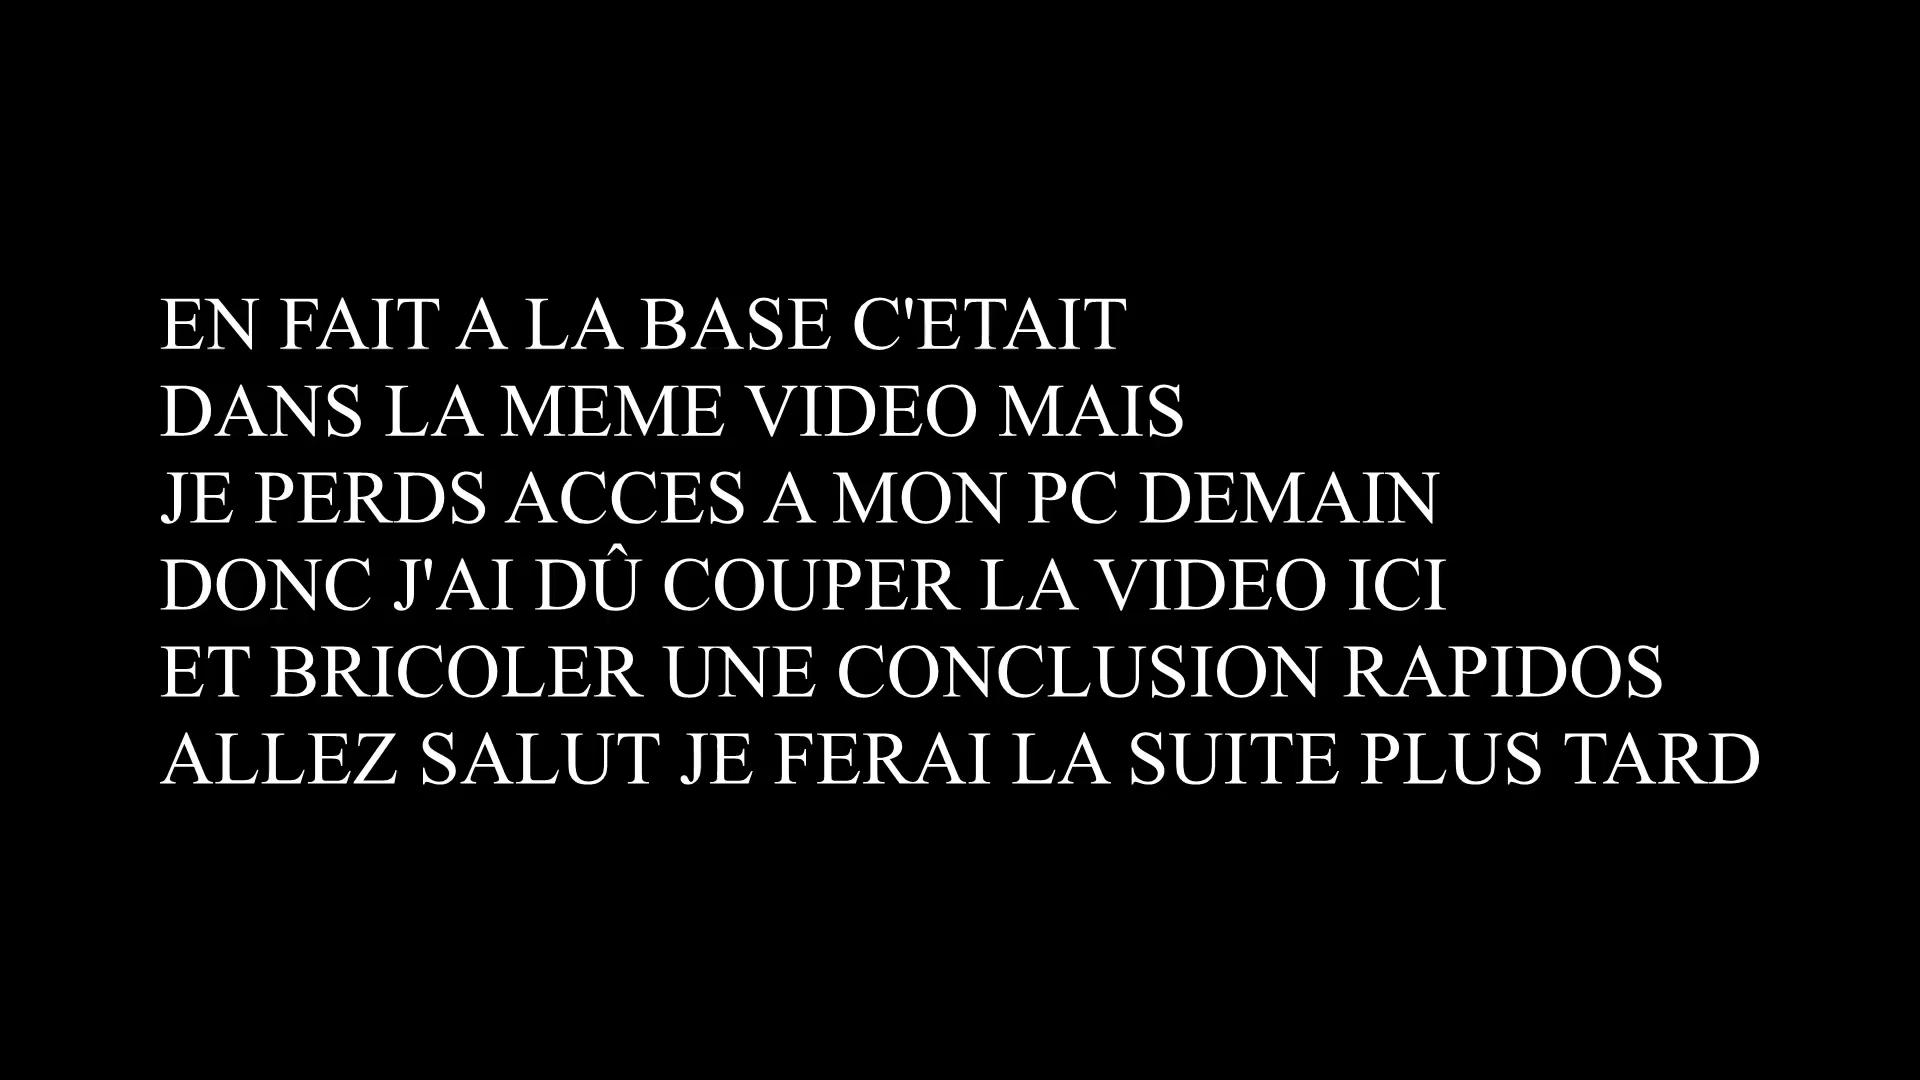 EN FAIT A LA BASE C'ETAIT
DANS LA MEME VIDEO MAIS
JE PERDS ACCES A MON PC DEMAIN
DONC J'AI DÛ COUPER LA VIDEO ICI
ET BRICOLER UNE CONCLUSION RAPIDOS
ALLEZ SALUT JE FERAI LA SUITE PLUS TARD